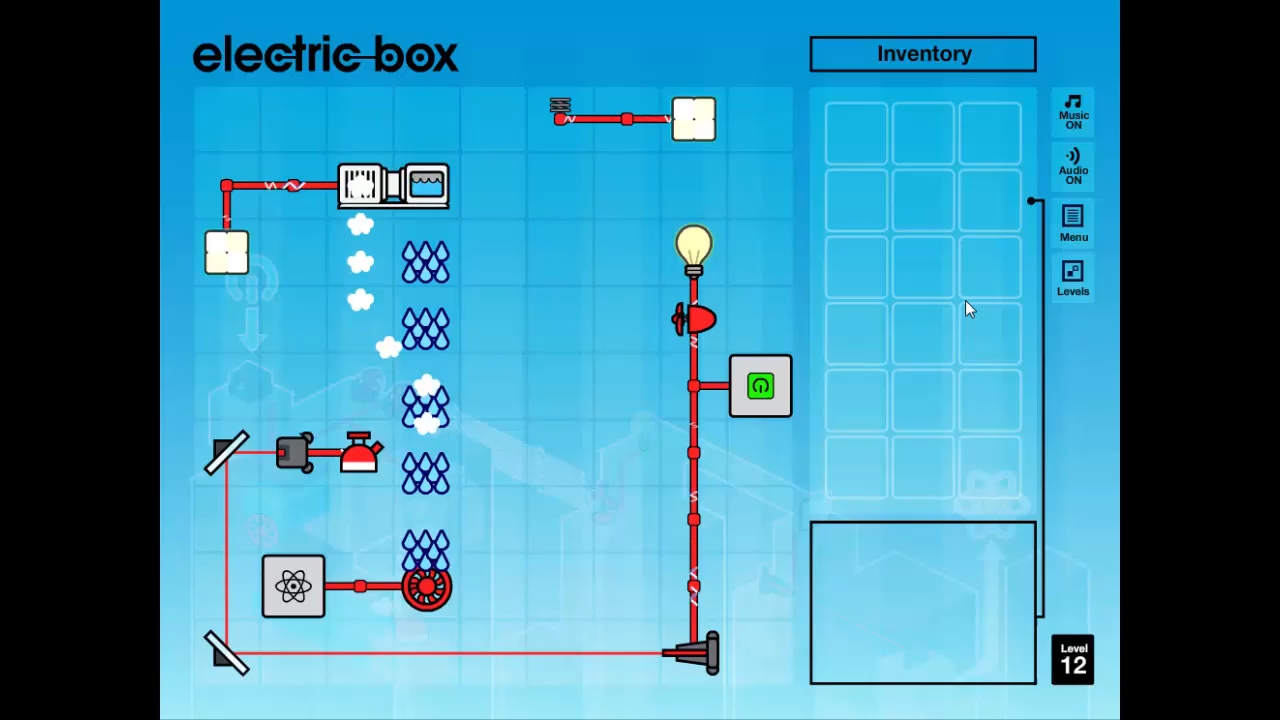 electric box
Inventory
Music
ON
Audio
ON
Menu
Levels
Level
12